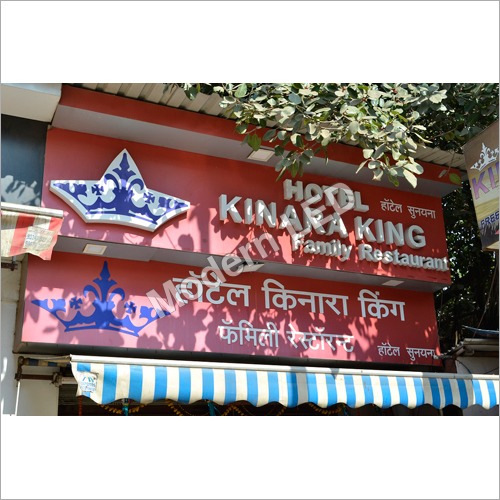 HOTEL
KINARA KING
Family Restaurant
हॉटेल सुनयना
हॉटेल किनारा किंग
फॅमिली रेस्टॉरन्ट
हॉटेल सुनयना
Modern LED